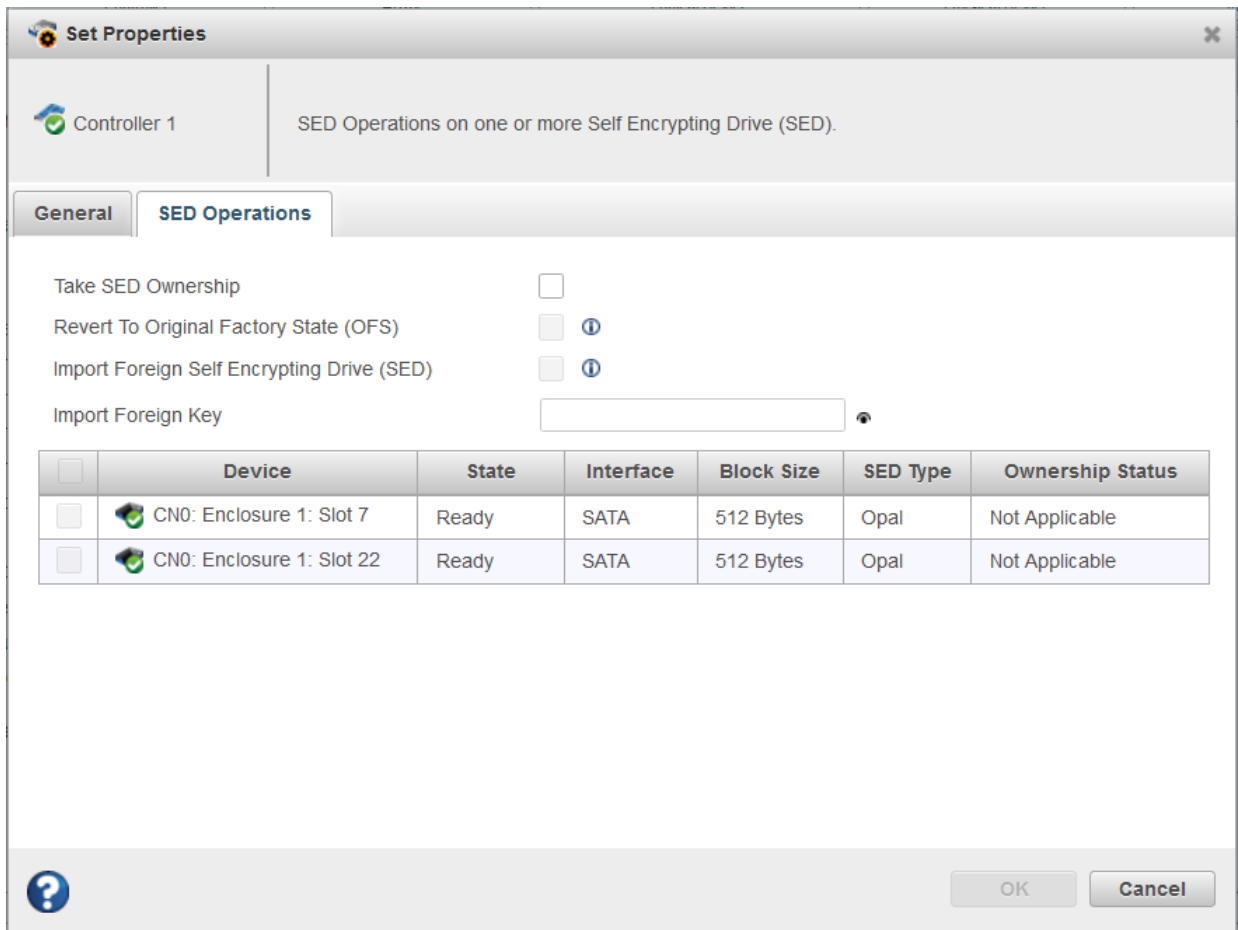 Set Properties
Controller 1
SED Operations on one or more Self Encrypting Drive (SED).
General SED Operations
Take SED Ownership
Revert To Original Factory State (OFS)
Import Foreign Self Encrypting Drive (SED)
Import Foreign Key
Device State Interface Block Size SED Type Ownership Status
CN0: Enclosure 1: Slot 7 Ready SATA 512 Bytes Opal Not Applicable
CN0: Enclosure 1: Slot 22 Ready SATA 512 Bytes Opal Not Applicable
OK Cancel